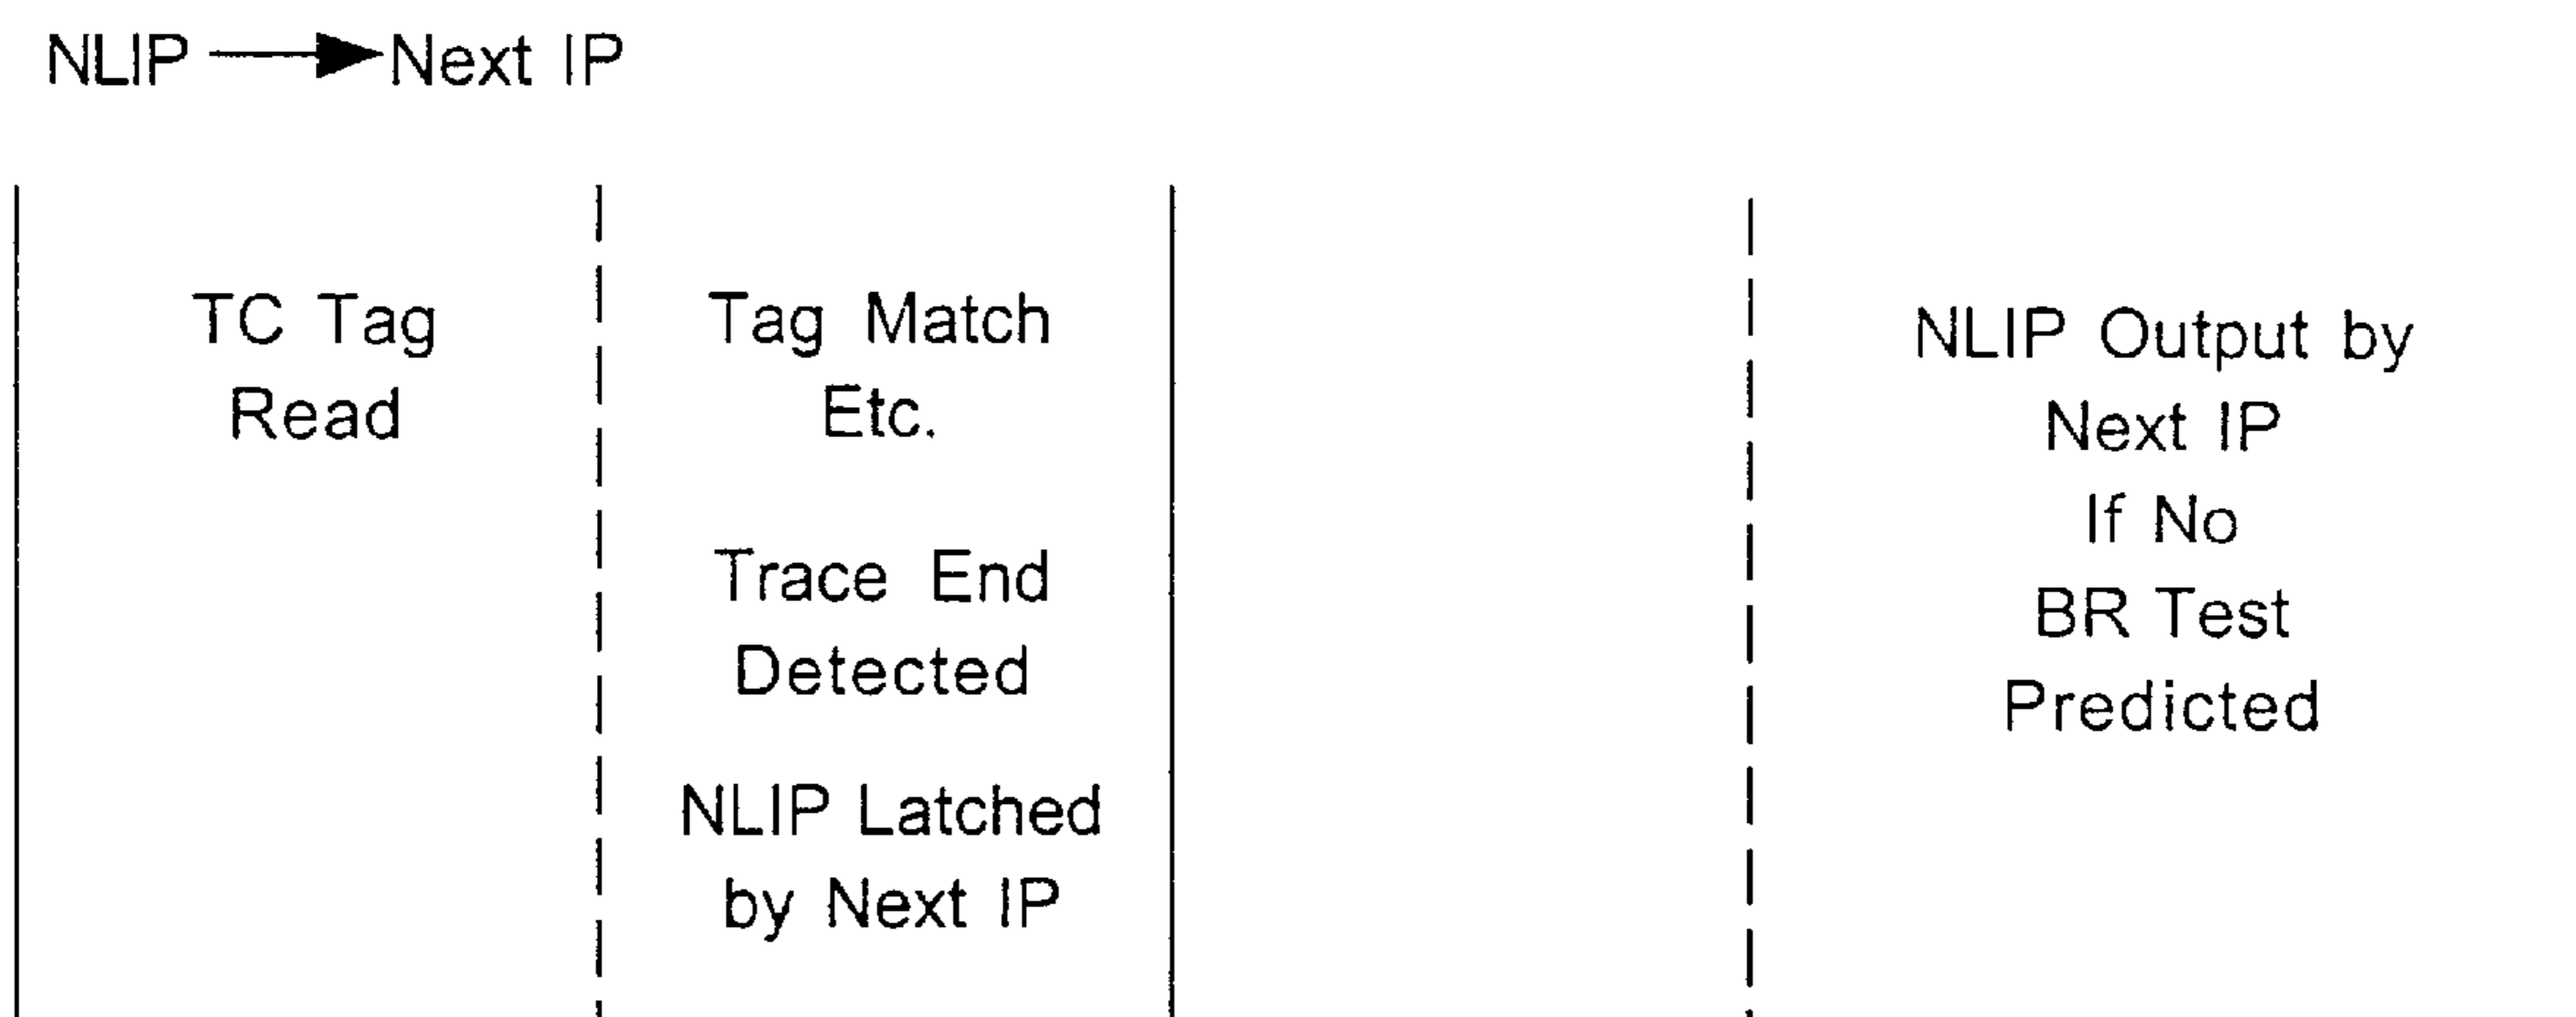 NLIP Next IP
TC Tag
Read
Tag Match
Etc.
Trace End
Detected
NLIP Latched
by Next IP
NLIP Output by
Next IP
If No
BR Test
Predicted